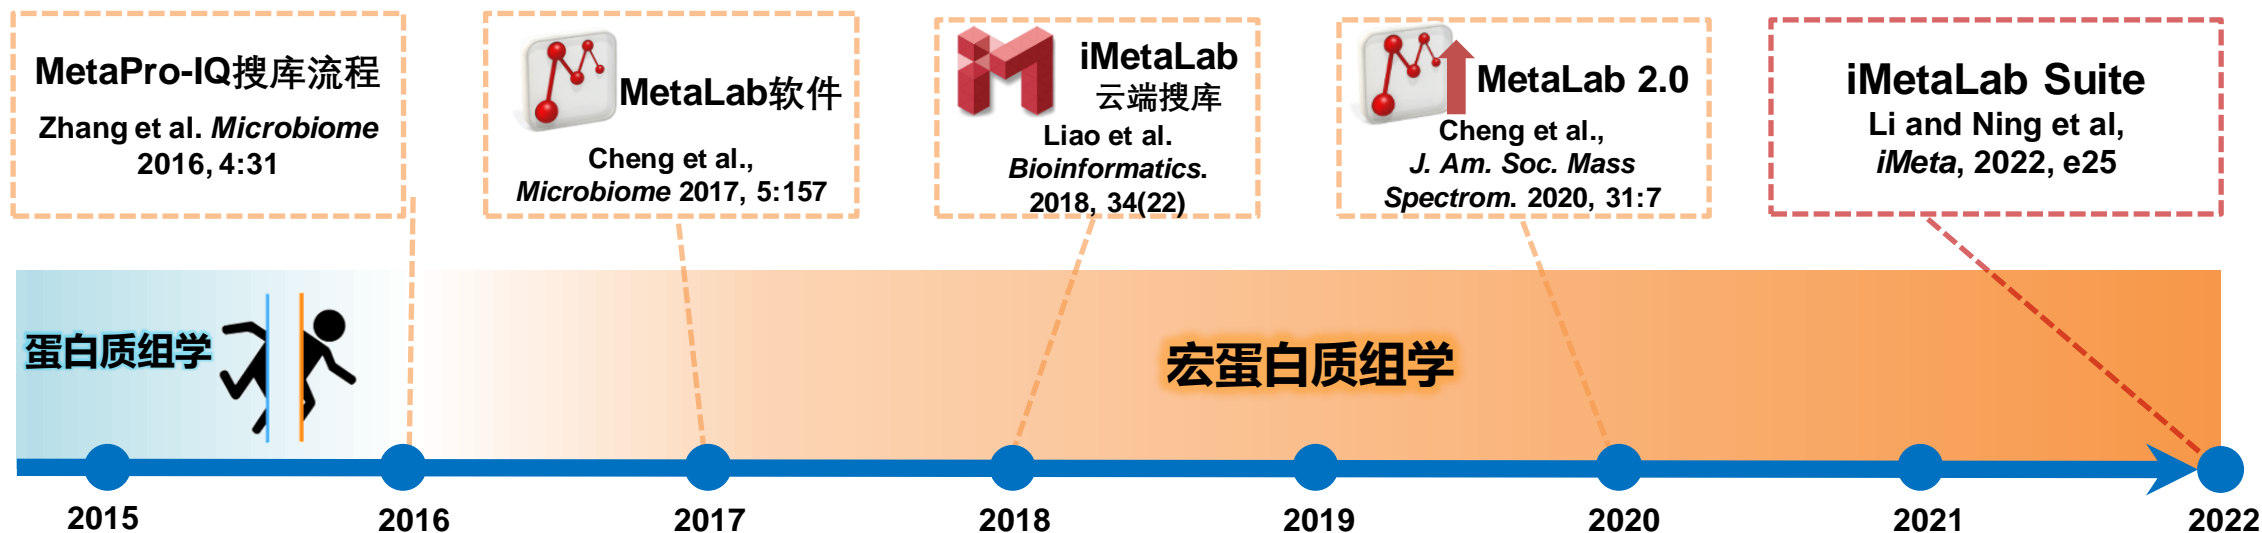 MetaPro-IQ搜库流程
Zhang et al. Microbiome
2016, 4:31
MetaLab软件
Cheng et al.,
Microbiome 2017, 5:157
iMetaLab
云端搜库
Liao et al.
Bioinformatics.
2018, 34(22)
MetaLab 2.0
Cheng et al.,
J. Am. Soc. Mass
Spectrom. 2020, 31:7
iMetaLab Suite
Li and Ning et al,
iMeta, 2022, e25
蛋白质组学
宏蛋白质组学
2015
2016
2017
2018
2019
2020
2021
2022